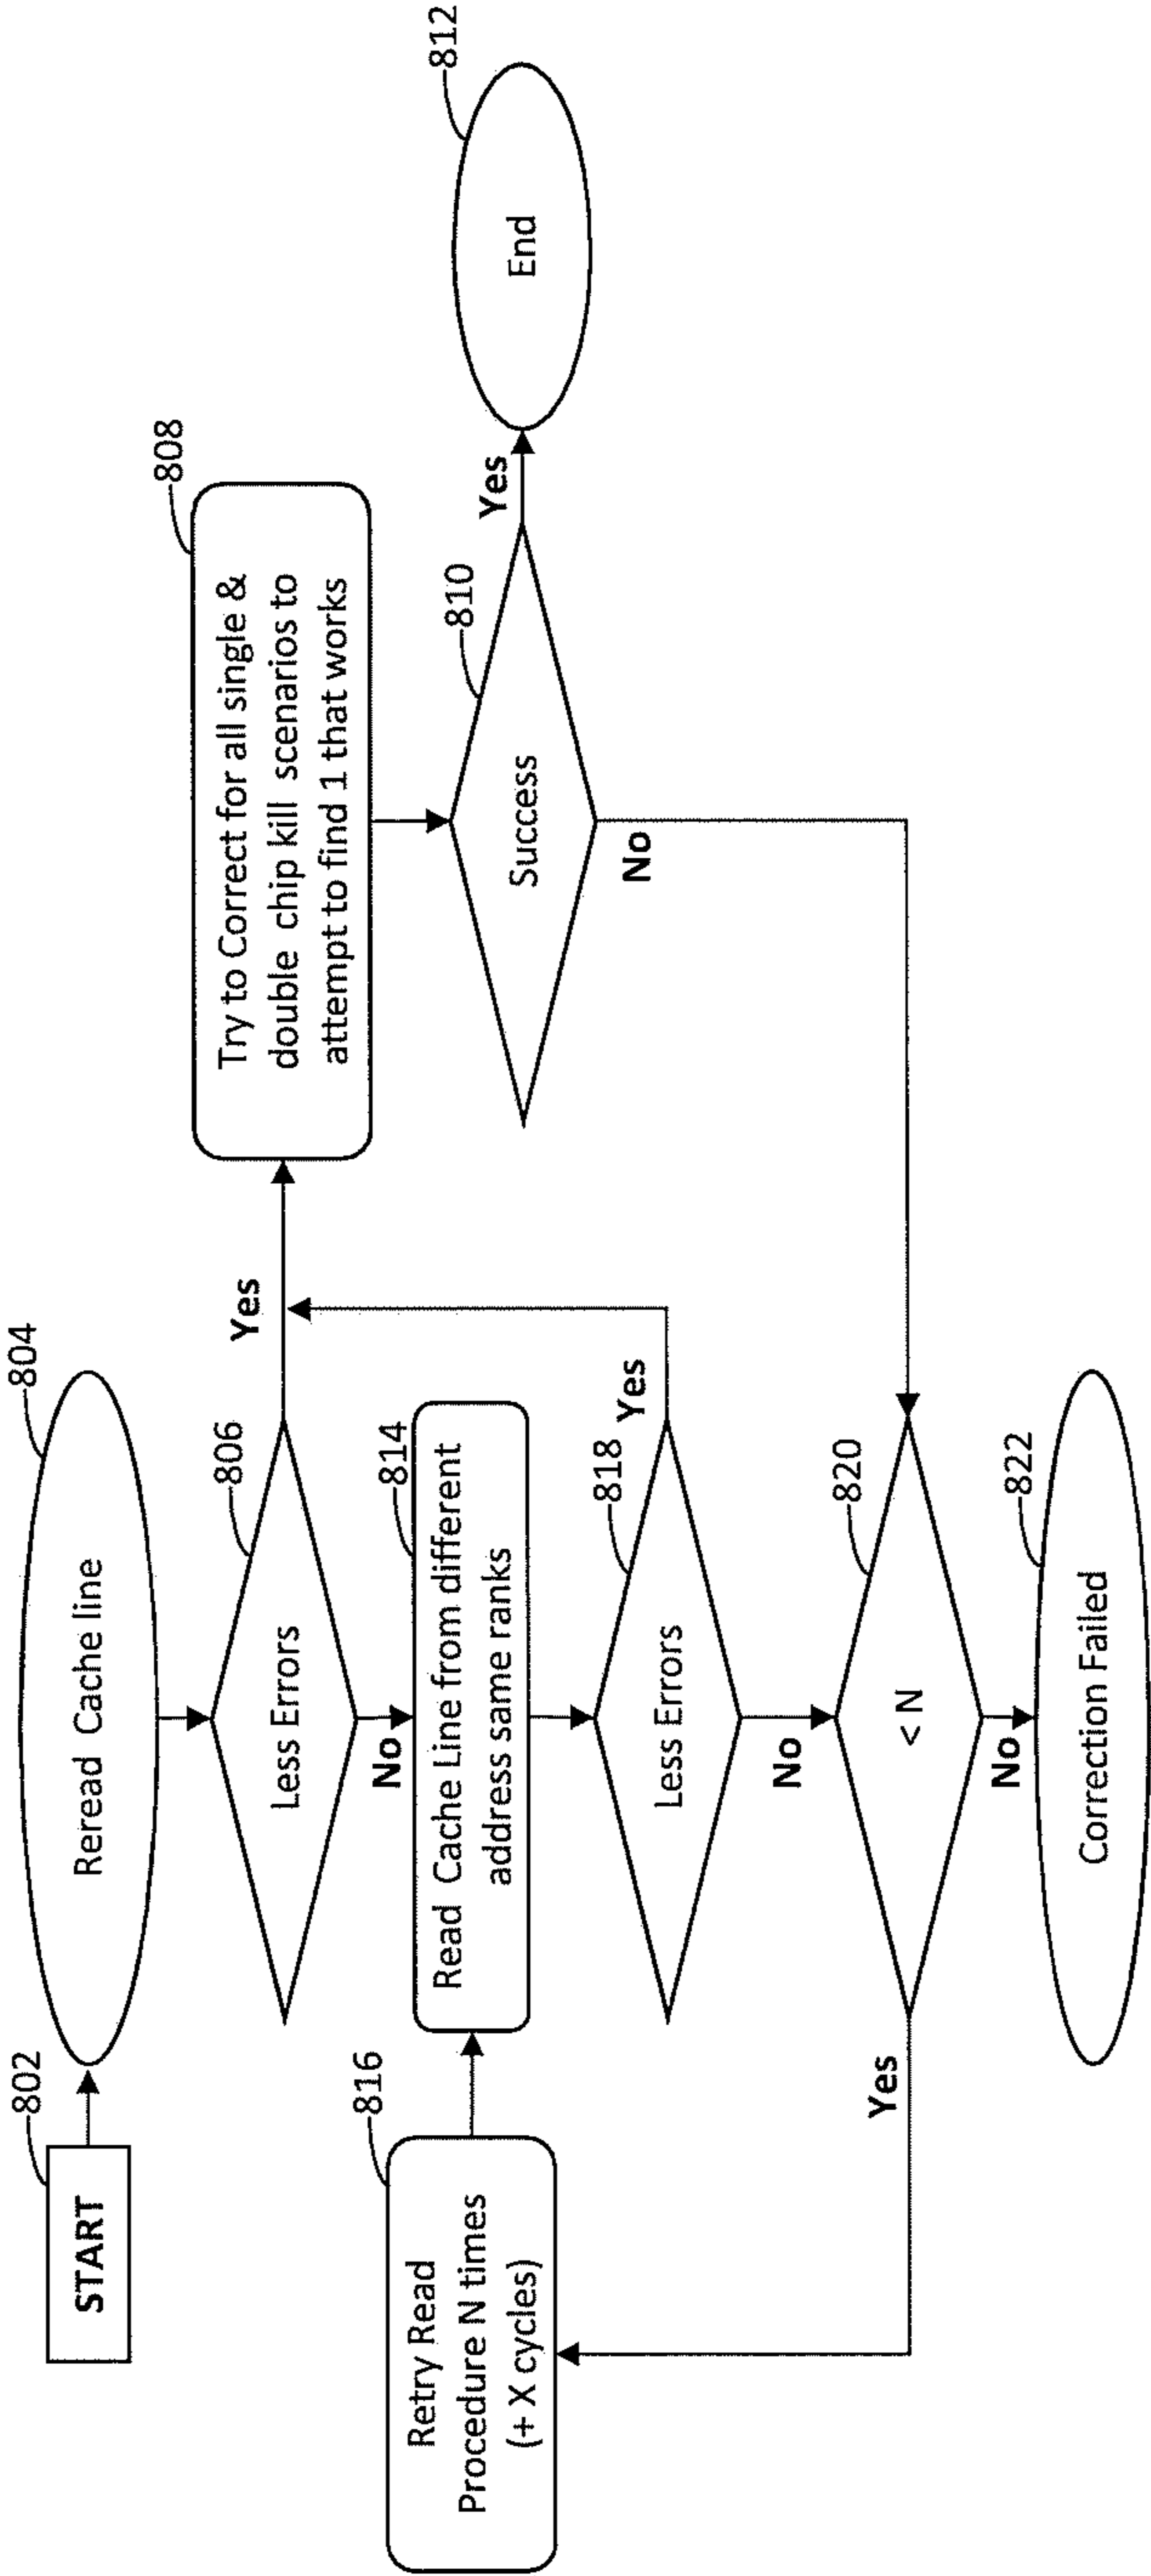 802
START
804
Reread Cache line
806
Less Errors
Yes
No
808
Try to Correct for all single &
double chip kill scenarios to
attempt to find 1 that works
810
Success
Yes
No
812
End
814
Read Cache Line from different
address same ranks
816
Retry Read
Procedure N times
(+ X cycles)
818
Less Errors
Yes
No
820
< N
Yes
No
822
Correction Failed